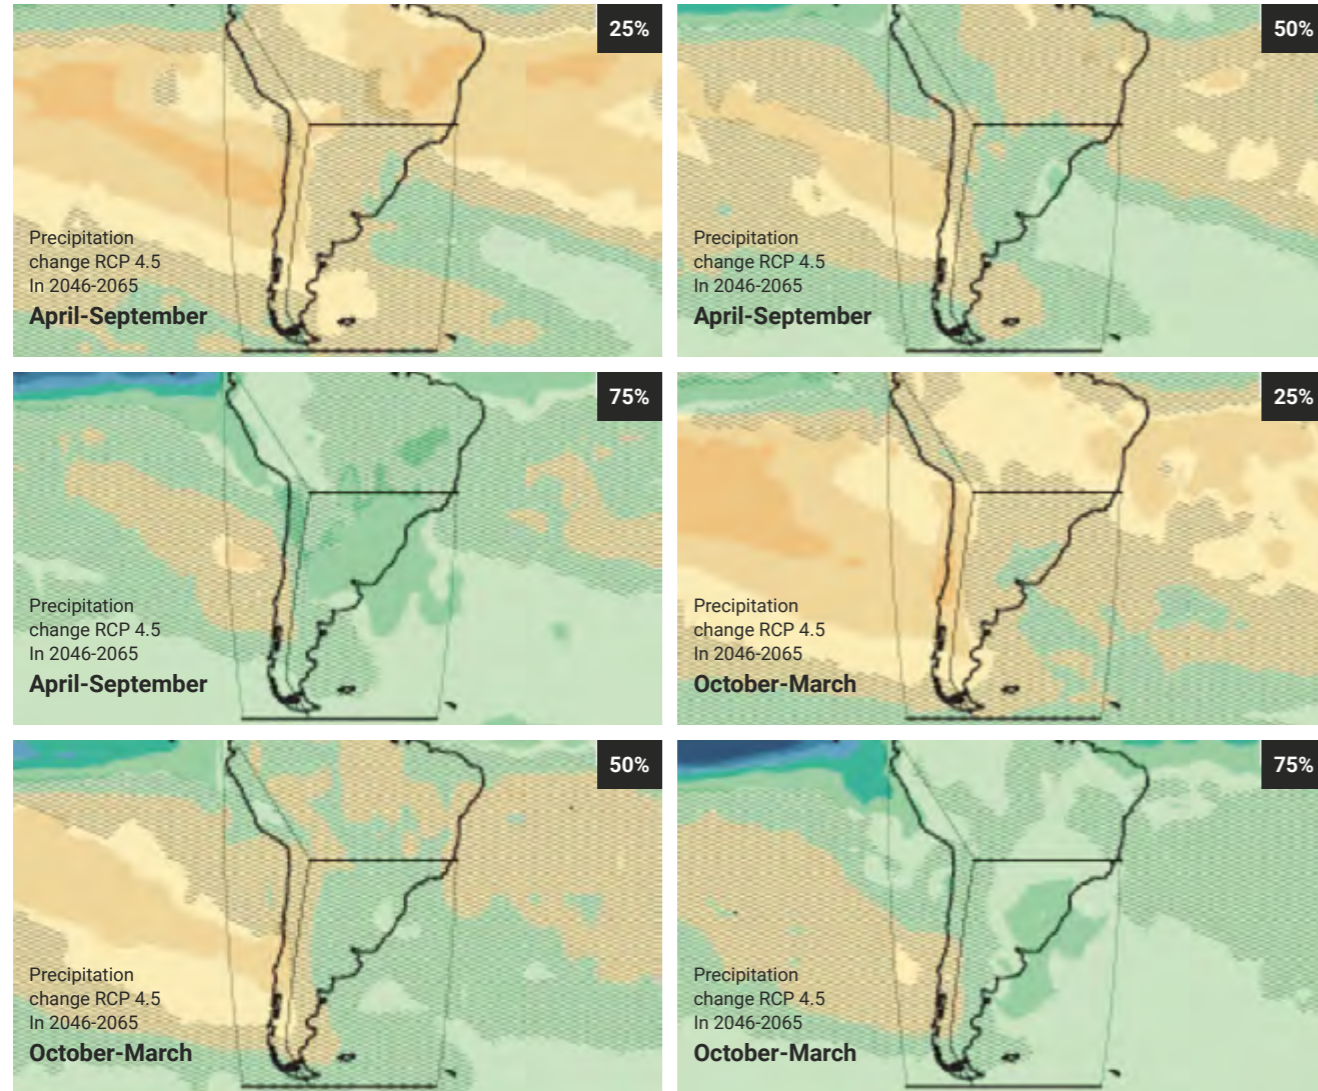 25%
Precipitation
change RCP 4.5
In 2046-2065
April-September
50%
Precipitation
change RCP 4.5
In 2046-2065
April-September
75%
Precipitation
change RCP 4.5
In 2046-2065
April-September
25%
Precipitation
change RCP 4.5
In 2046-2065
October-March
50%
Precipitation
change RCP 4.5
In 2046-2065
October-March
75%
Precipitation
change RCP 4.5
In 2046-2065
October-March